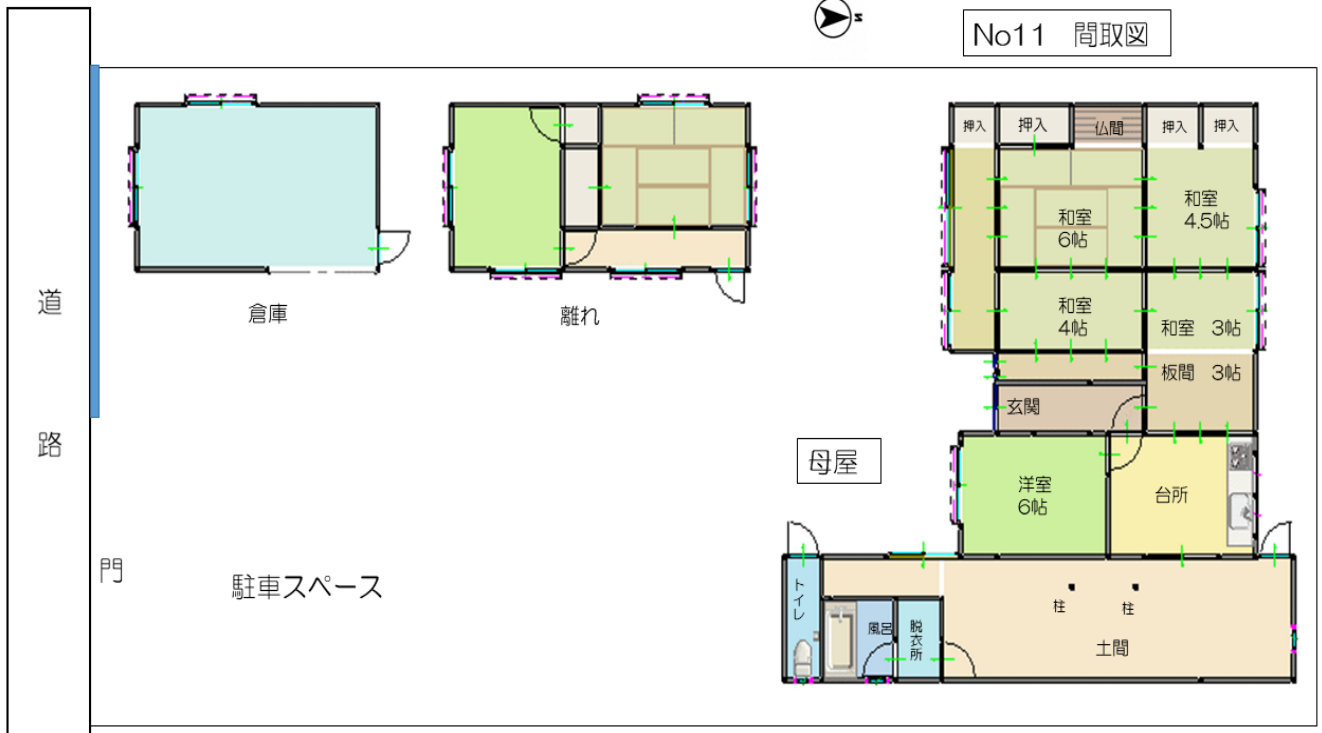 N
No11 間取図
押入
押入
仏間
押入
押入
和室
6帖
和室
4.5帖
和室
4帖
和室 3帖
板間 3帖
玄関
洋室
6帖
台所
母屋
倉庫
離れ
道
路
門
駐車スペース
トイレ
風呂
脱衣所
柱
柱
土間